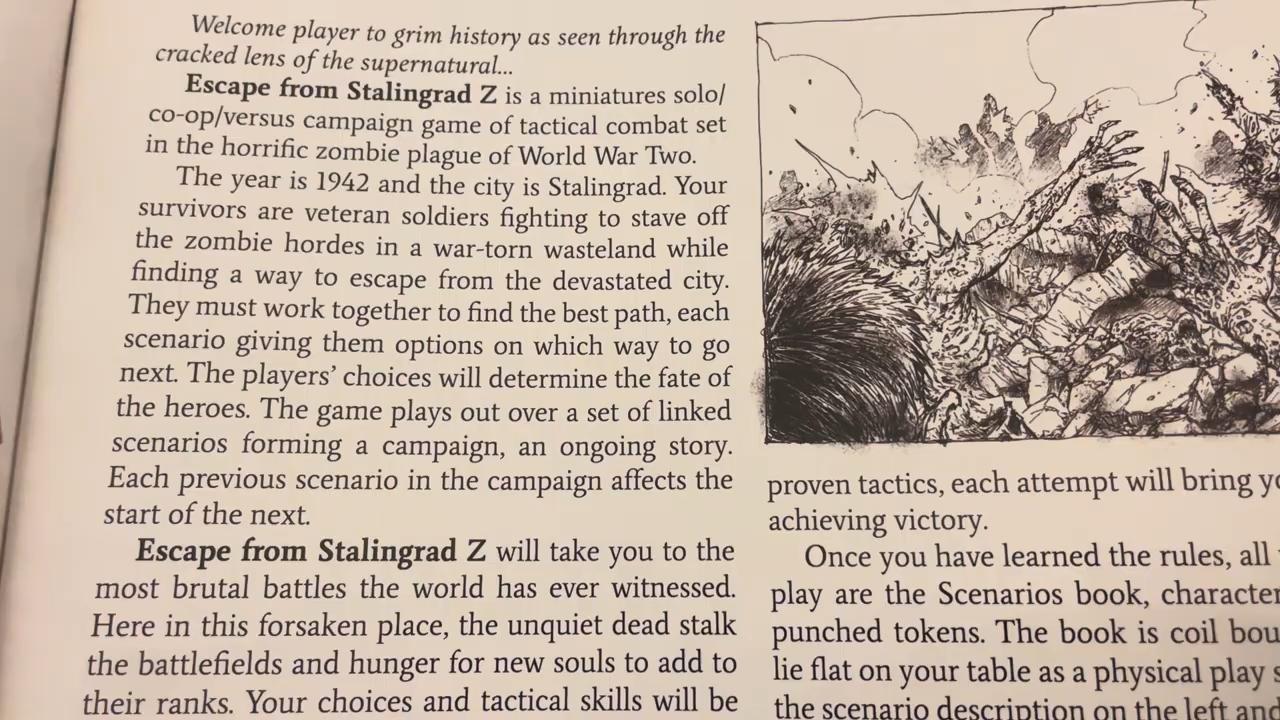 Welcome player to grim history as seen through the
cracked lens of the supernatural...
Escape from Stalingrad Z is a miniatures solo/
co-op/versus campaign game of tactical combat set
in the horrific zombie plague of World War Two.
The year is 1942 and the city is Stalingrad. Your
survivors are veteran soldiers fighting to stave off
the zombie hordes in a war-torn wasteland while
finding a way to escape from the devastated city.
They must work together to find the best path, each
scenario giving them options on which way to go
next. The players' choices will determine the fate of
the heroes. The game plays out over a set of linked
scenarios forming a campaign, an ongoing story.
Each previous scenario in the campaign affects the
start of the next.
Escape from Stalingrad Z will take you to the
most brutal battles the world has ever witnessed.
Here in this forsaken place, the unquiet dead stalk
the battlefields and hunger for new souls to add to
their ranks. Your choices and tactical skills will be
proven tactics, each attempt will bring
achieving victory.
Once you have learned the rules, all
play are the Scenarios book, character
punched tokens. The book is coil
lie flat on your table as a physical play
the scenario description on the left and